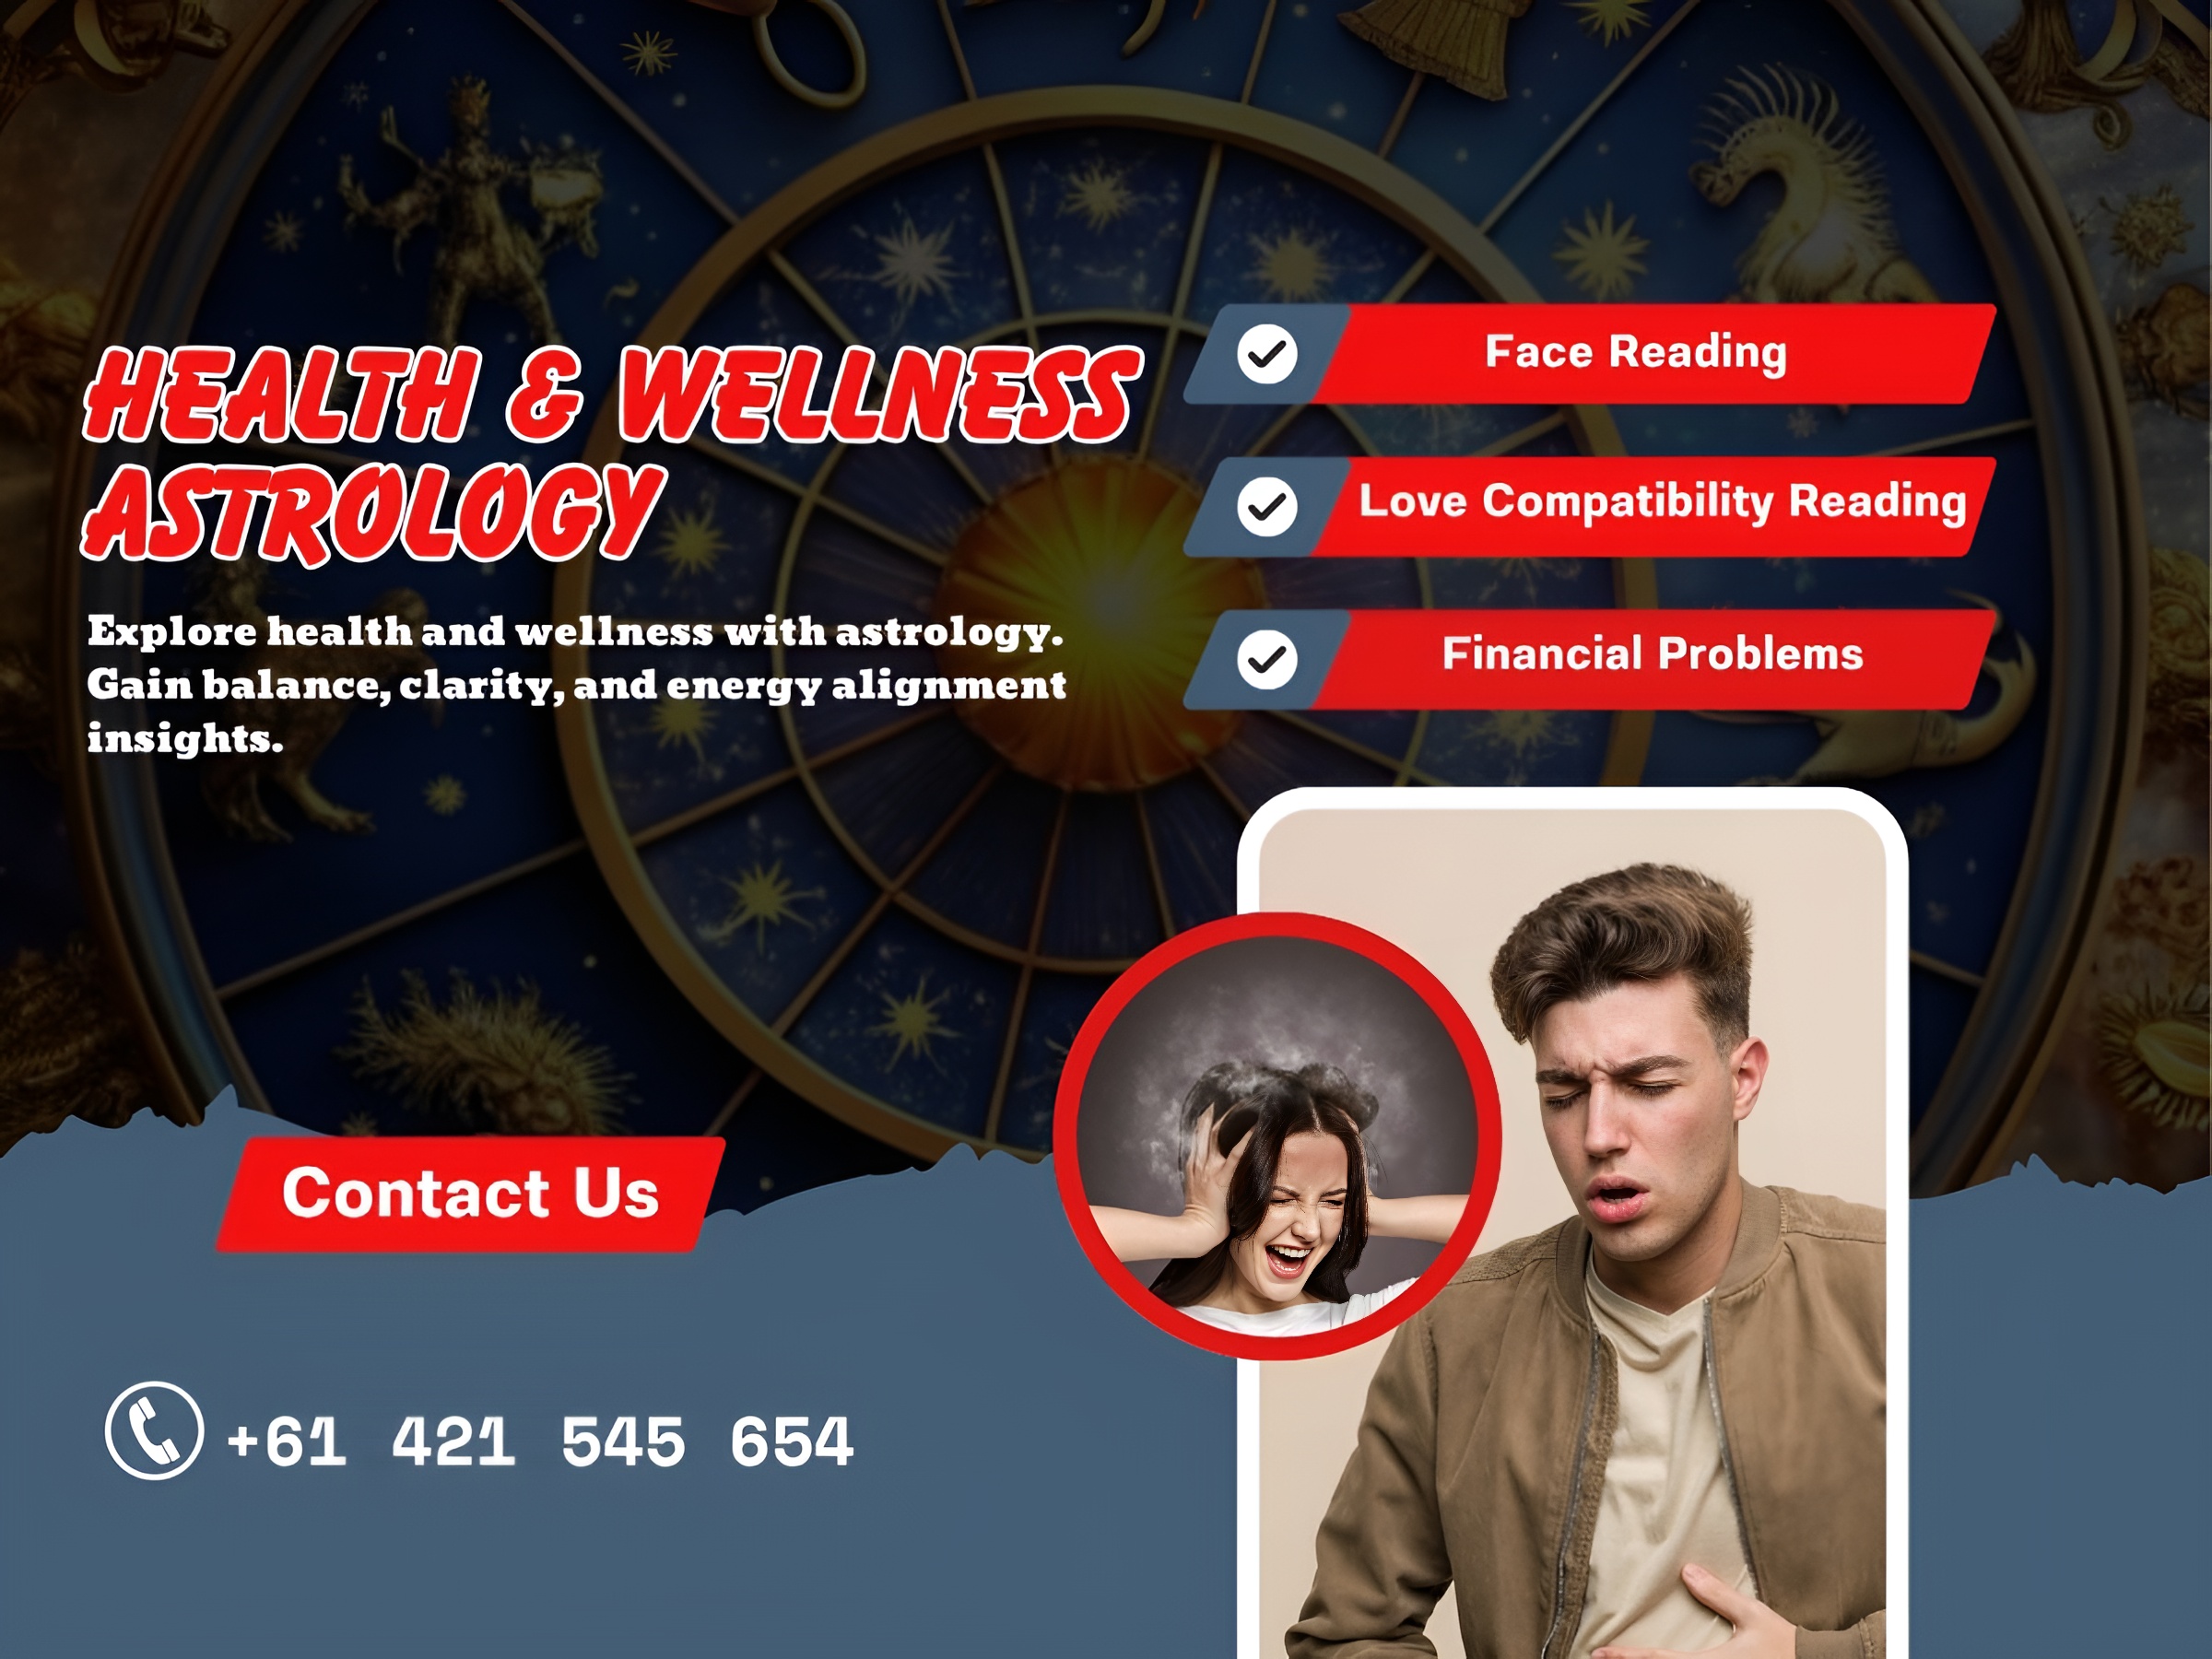 HEALTH & WELLNESS
ASTROLOGY
Explore health and wellness with astrology.
Gain balance, clarity, and energy alignment
insights.
Face Reading
Love Compatibility Reading
Financial Problems
Contact Us
+61 421 545 654